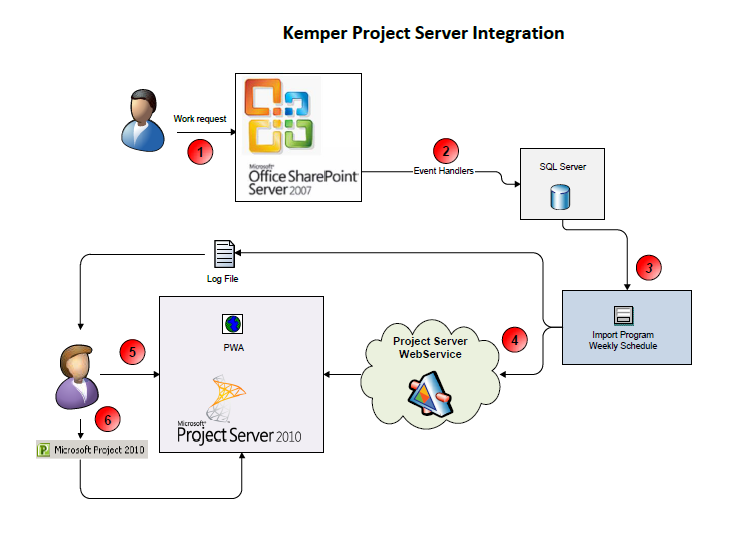 Kemper Project Server Integration
Work request
1
Microsoft®
Office SharePoint
Server 2007
2
Event Handlers
SQL Server
3
Log File
Import Program
Weekly Schedule
PWA
Project Server
WebService
4
5
Microsoft®
Project Server 2010
6
Microsoft Project 2010